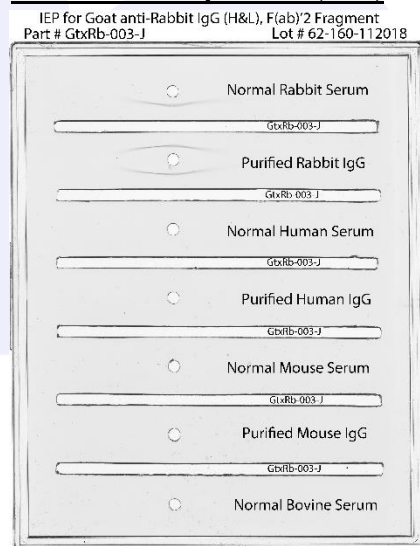 IEP for Goat anti-Rabbit IgG (H&L), F(ab)'2 Fragment
Part # GtxRb-003-J Lot # 62-160-112018
Normal Rabbit Serum
GtxRb-003-J
Purified Rabbit IgG
GtxRb-003-J
Normal Human Serum
GtxRb-003-J
Purified Human IgG
GtxRb-003-J
Normal Mouse Serum
GtxRb-003-J
Purified Mouse IgG
GtxRb-003-J
Normal Bovine Serum